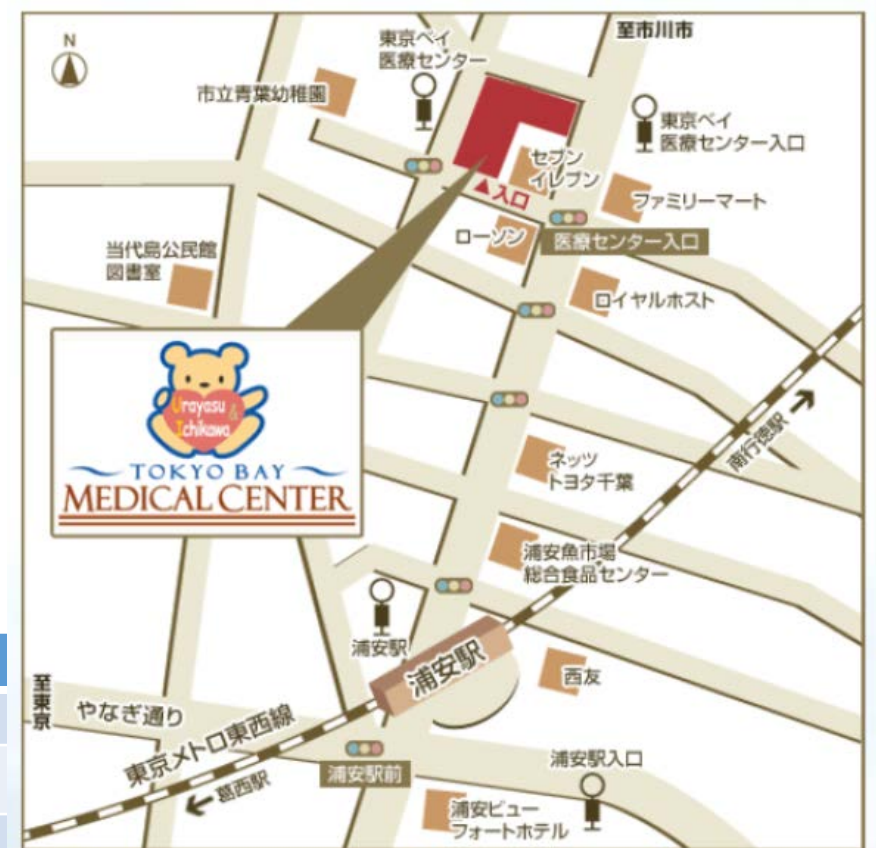 至市川市
N
東京ベイ
医療センター
市立青葉幼稚園
東京ベイ
医療センター入口
セブン
イレブン
▲入口
ファミリーマート
ローソン
医療センター入口
当代島公民館
図書室
ロイヤルホスト
Urayasu &
Ichikawa
TOKYO BAY
MEDICAL CENTER
南行徳駅
ネッツ
トヨタ千葉
浦安魚市場
総合食品センター
浦安駅
浦安駅
西友
至東京
やなぎ通り
東京メトロ東西線
葛西駅
浦安駅前
浦安駅入口
浦安ビュー
フォートホテル